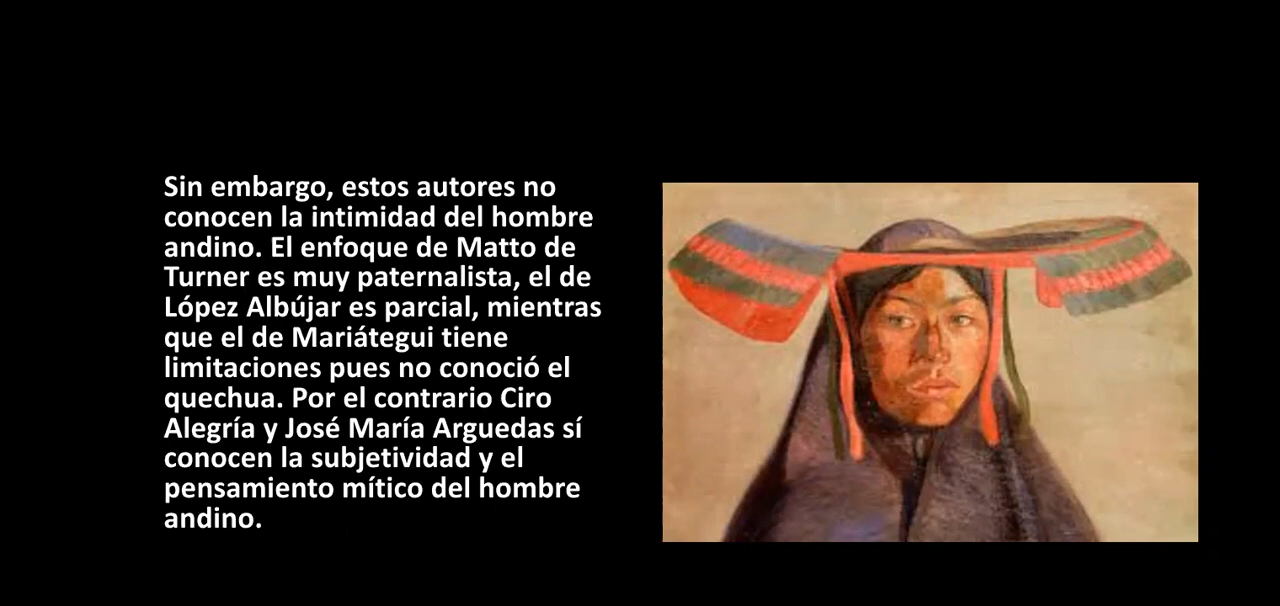 Sin embargo, estos autores no
conocen la intimidad del hombre
andino. El enfoque de Matto de
Turner es muy paternalista, el de
López Albújar es parcial, mientras
que el de Mariátegui tiene
limitaciones pues no conoció el
quechua. Por el contrario Ciro
Alegría y José María Arguedas sí
conocen la subjetividad y el
pensamiento mítico del hombre
andino.